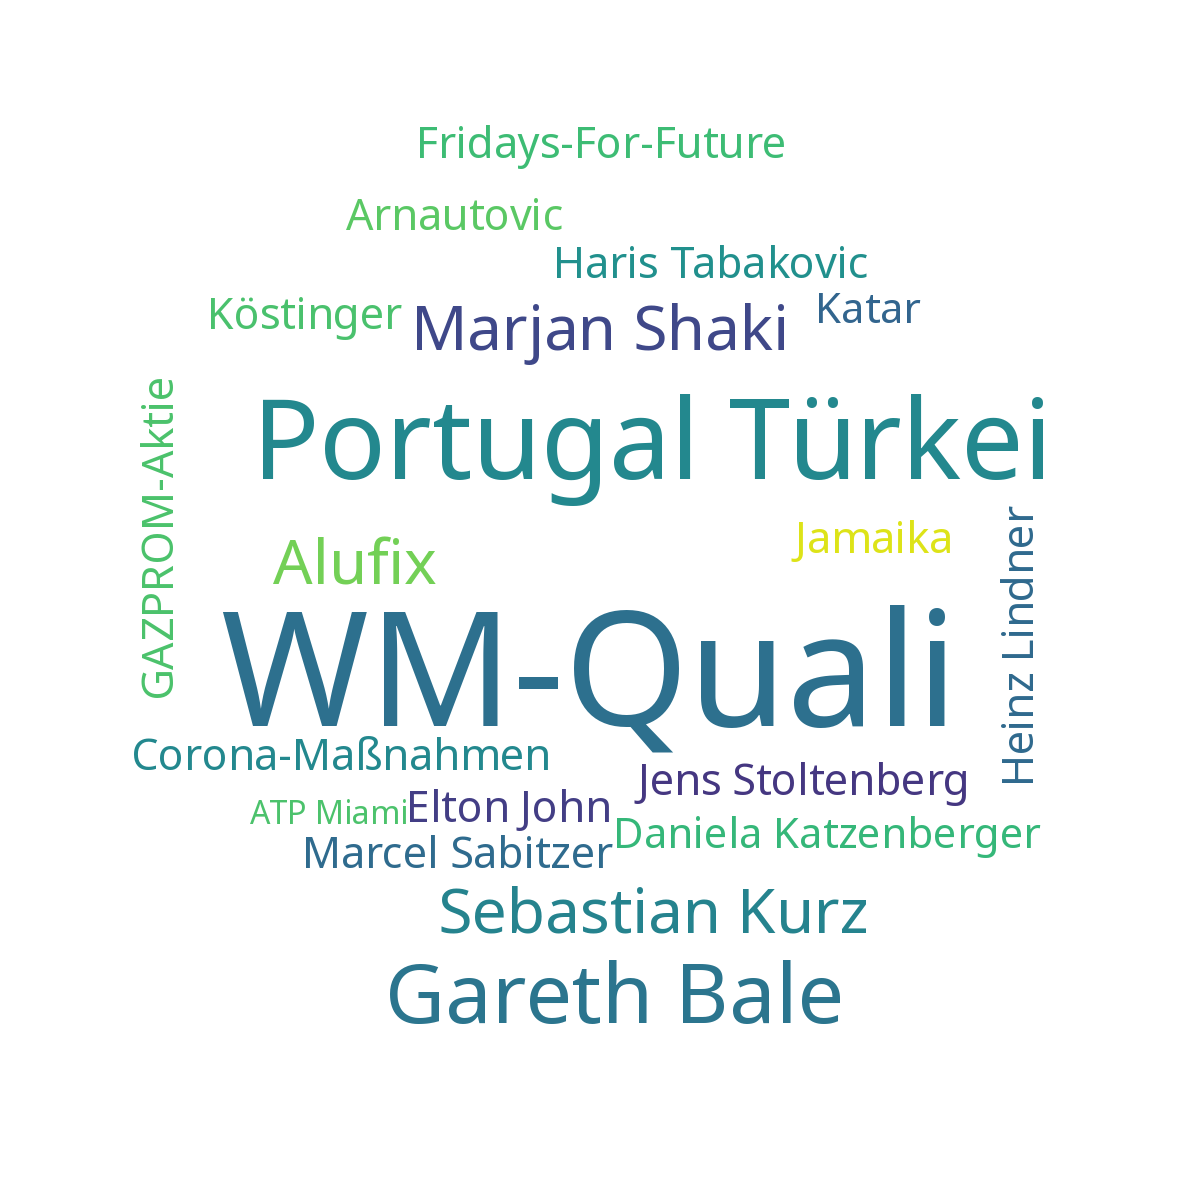 Fridays-For-Future
Arnautovic
Haris Tabakovic
Köstinger
Marjan Shaki
Katar
GAZPROM-Aktie
Portugal Türkei
Alufix
Jamaika
Heinz Lindner
WM-Quali
Corona-Maßnahmen
Jens Stoltenberg
ATP Miami
Elton John
Daniela Katzenberger
Marcel Sabitzer
Sebastian Kurz
Gareth Bale